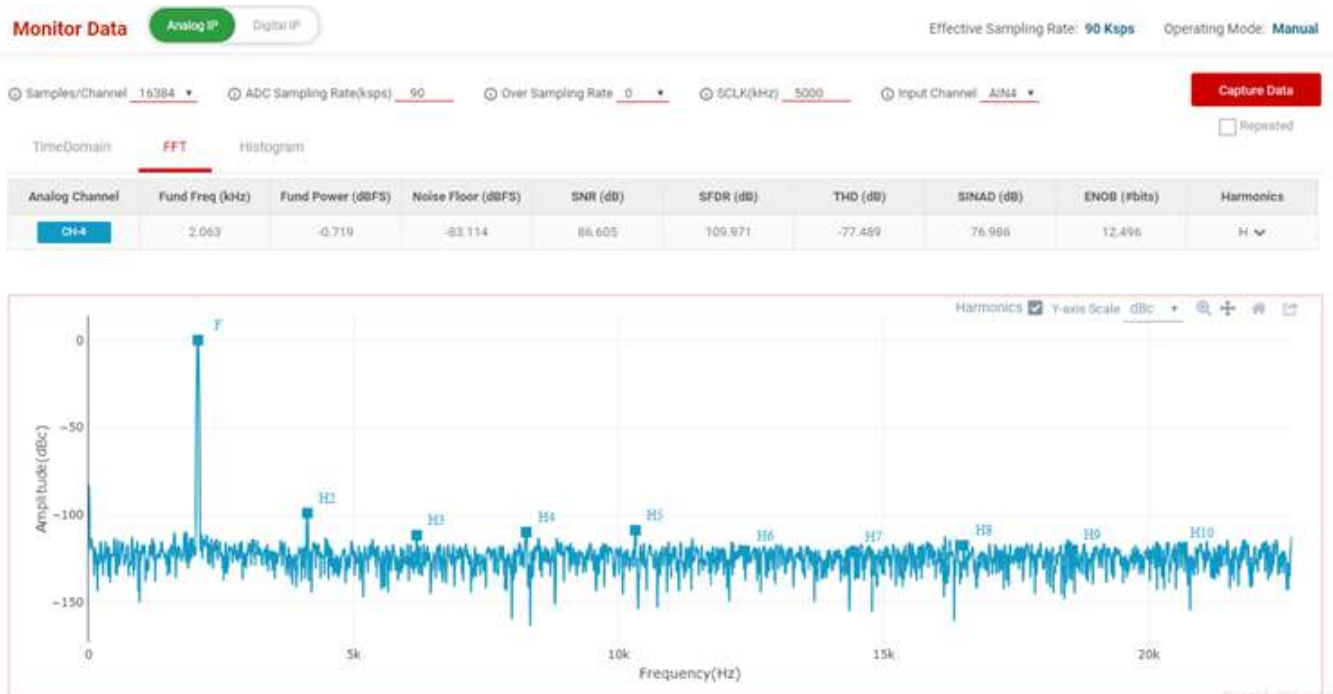 Monitor Data Analog IP Digital IP Effective Sampling Rate: 90 Ksps Operating Mode: Manual
Samples/Channel 16384 ADC Sampling Rate(ksps) 90 Over Sampling Rate 0 SCLK(kHz) 5000 Input Channel AIN4 Capture Data
Repeated
TimeDomain FFT Histogram
Analog Channel Fund Freq (kHz) Fund Power (dBFS) Noise Floor (dBFS) SNR (dB) SFDR (dB) THD (dB) SINAD (dB) ENOB (#bits) Harmonics
CH-4 2.063 -0.719 -83.114 86.605 109.971 -77.489 76.986 12.496 H
Harmonics Y-axis Scale dBc
F
0
−50
H2
−100
H3 H4 H5 H6 H7 H8 H9 H10
−150
Amplitude(dBc)
0 5k 10k 15k 20k
Frequency(Hz)